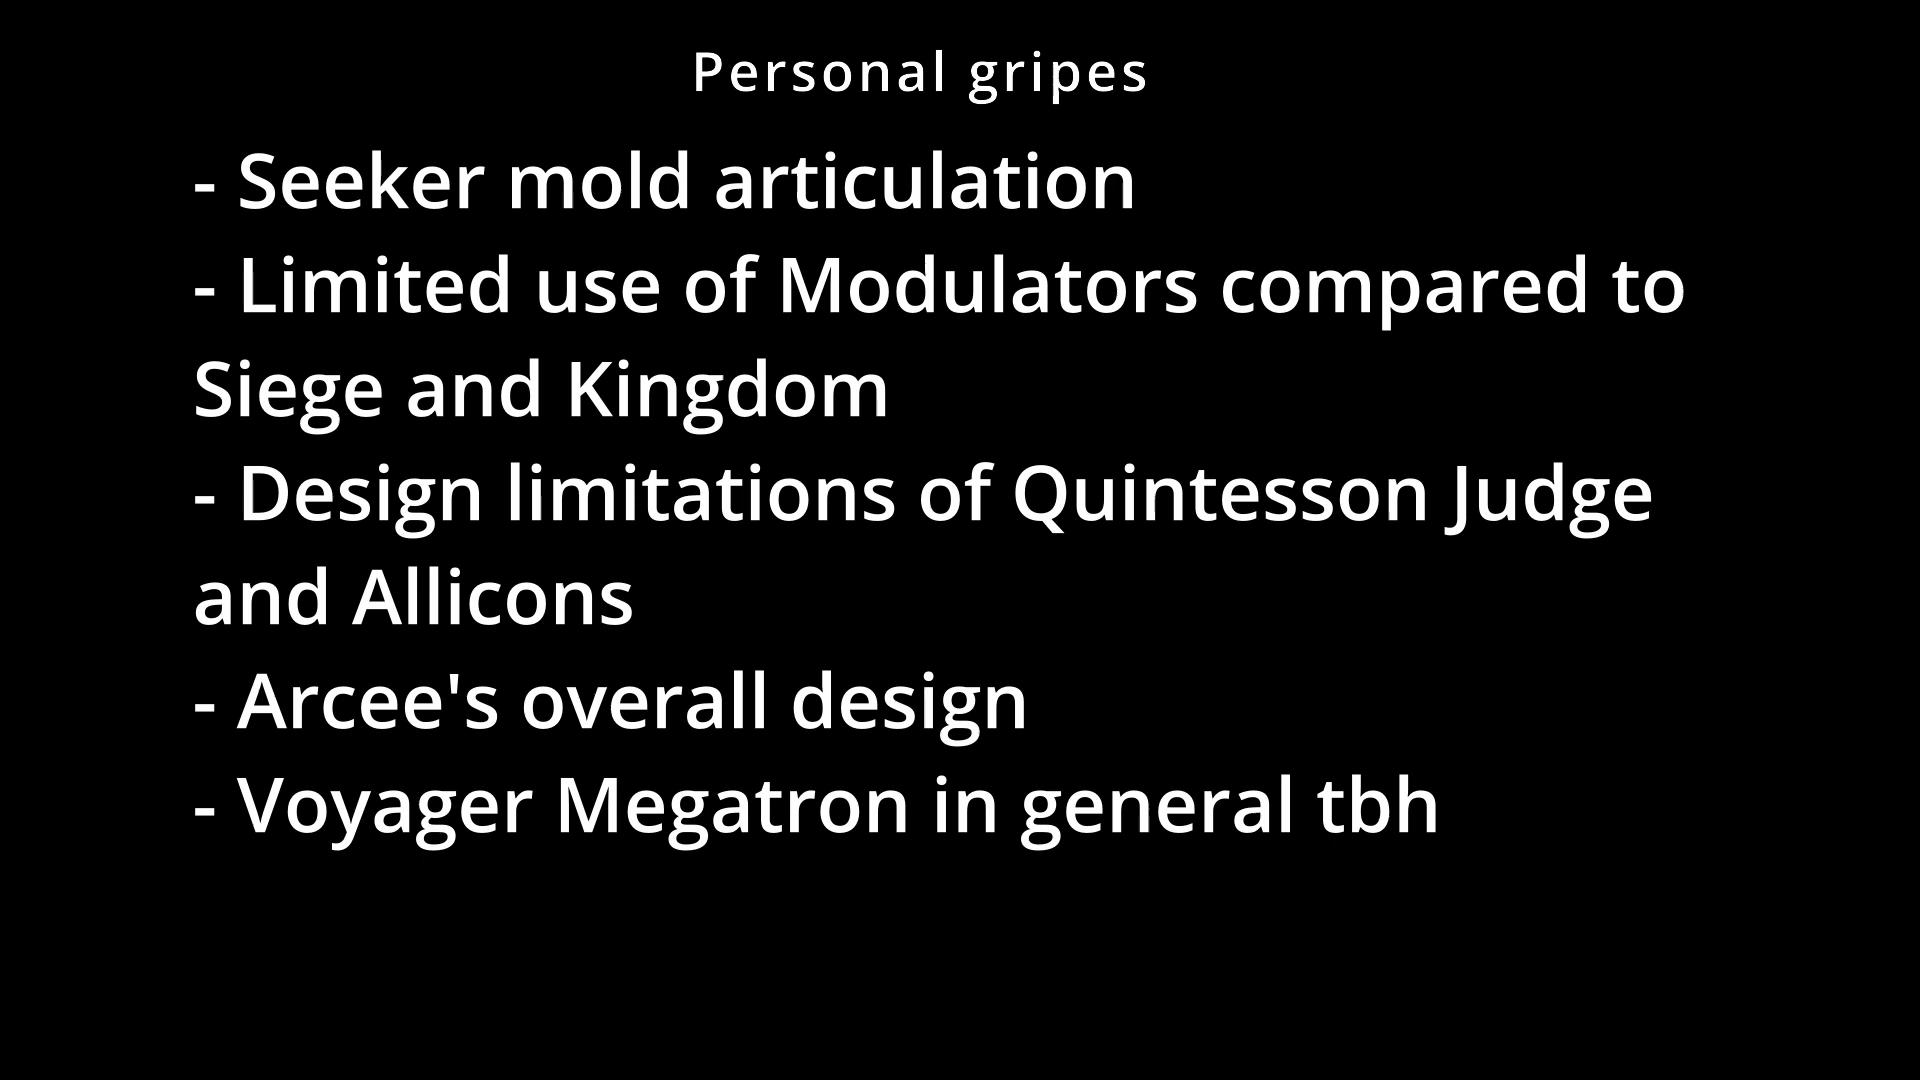 Personal gripes
- Seeker mold articulation
- Limited use of Modulators compared to
Siege and Kingdom
- Design limitations of Quintesson Judge
and Allicons
- Arcee's overall design
- Voyager Megatron in general tbh